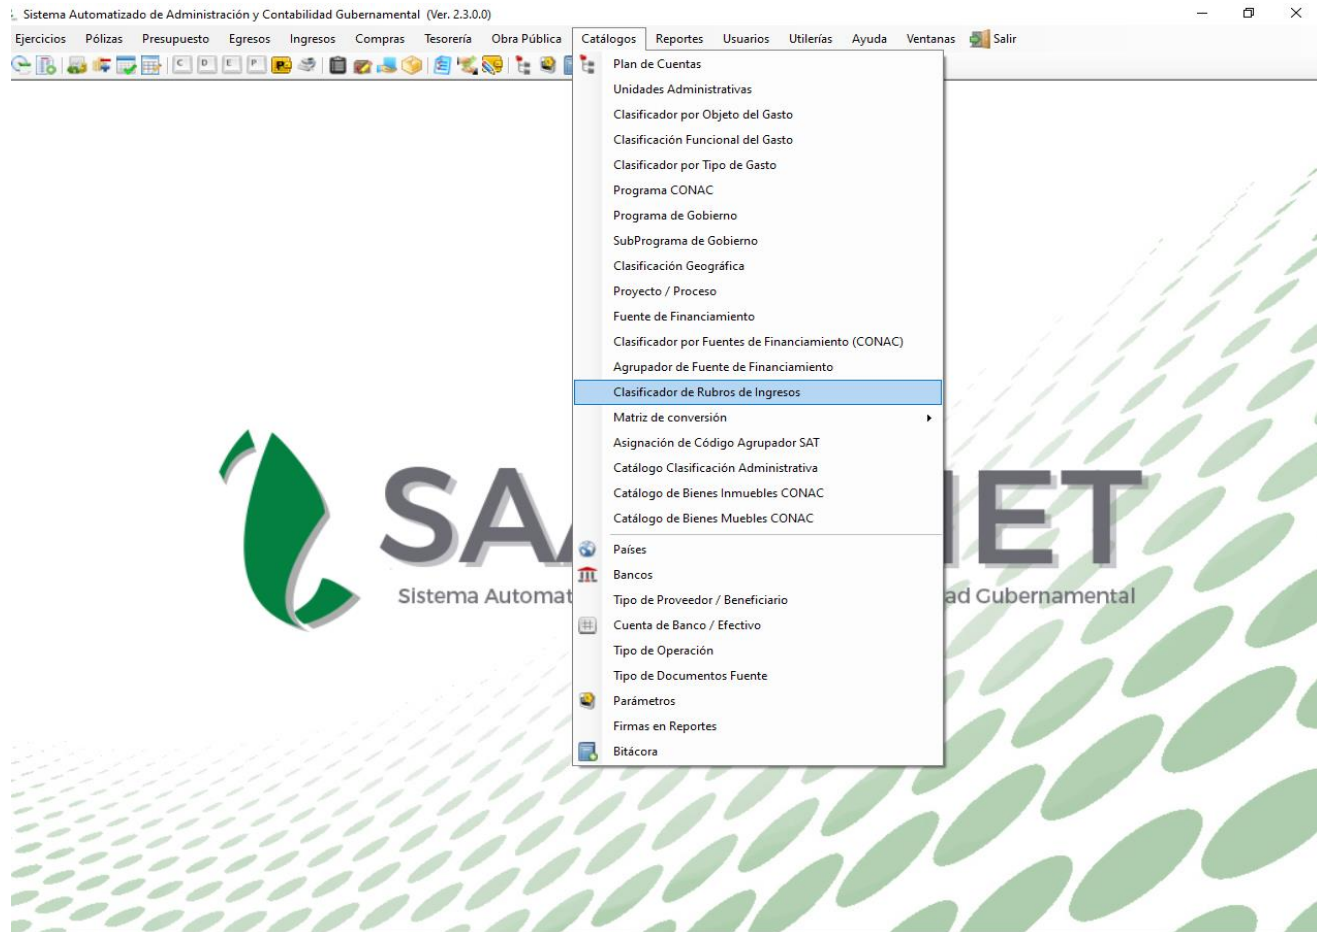 Sistema Automatizado de Administración y Contabilidad Gubernamental (Ver. 2.3.0.0)
Ejercicios Pólizas Presupuesto Egresos Ingresos Compras Tesorería Obra Pública Catálogos Reportes Usuarios Utilerías Ayuda Ventanas Salir
C D E P
Plan de Cuentas
Unidades Administrativas
Clasificador por Objeto del Gasto
Clasificación Funcional del Gasto
Clasificador por Tipo de Gasto
Programa CONAC
Programa de Gobierno
SubPrograma de Gobierno
Clasificación Geográfica
Proyecto / Proceso
Fuente de Financiamiento
Clasificador por Fuentes de Financiamiento (CONAC)
Agrupador de Fuente de Financiamiento
Clasificador de Rubros de Ingresos
Matriz de conversión
Asignación de Código Agrupador SAT
Catálogo Clasificación Administrativa
Catálogo de Bienes Inmuebles CONAC
Catálogo de Bienes Muebles CONAC
Países
Bancos
Tipo de Proveedor / Beneficiario
Cuenta de Banco / Efectivo
Tipo de Operación
Tipo de Documentos Fuente
Parámetros
Firmas en Reportes
Bitácora
SA ET
Sistema Automat ad Gubernamental